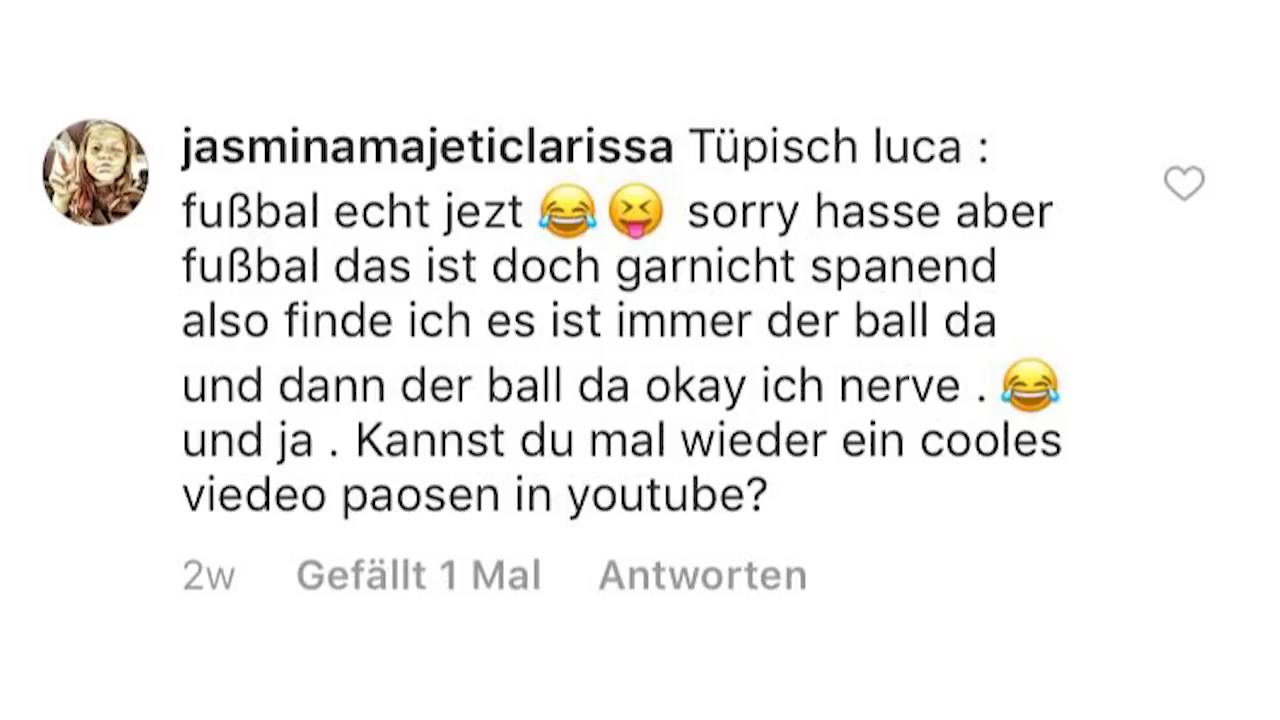 jasminamajeticlarissa Tüpisch luca :
fußbal echt jezt 😂😝 sorry hasse aber
fußbal das ist doch garnicht spanend
also finde ich es ist immer der ball da
und dann der ball da okay ich nerve . 😂
und ja . Kannst du mal wieder ein cooles
viedeo paosen in youtube?
2w Gefällt 1 Mal Antworten